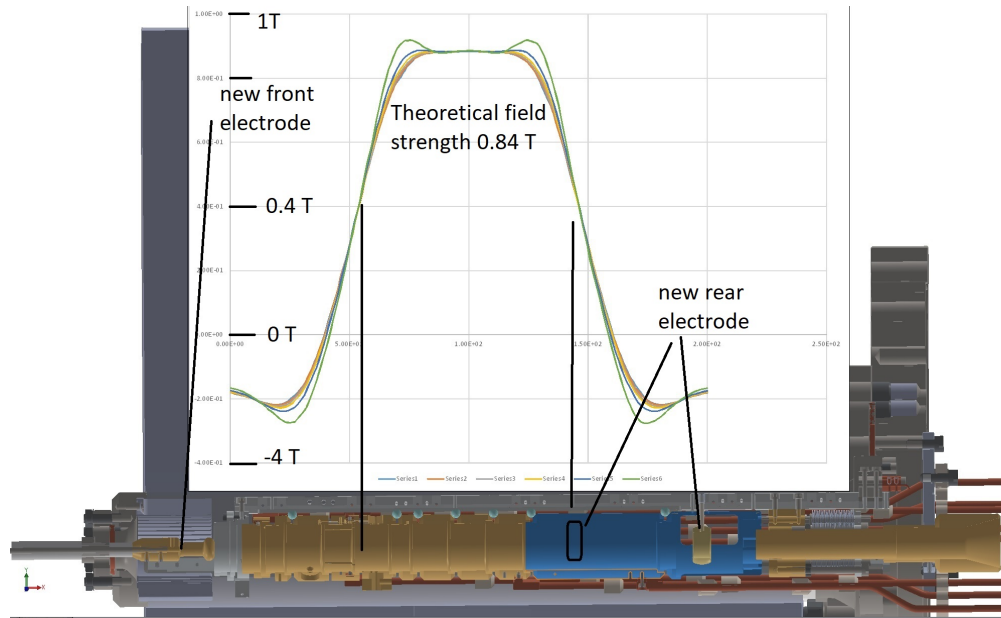 1.00E+00
1T
8.00E-01
new front
electrode
Theoretical field
strength 0.84 T
6.00E-01
4.00E-01
0.4 T
2.00E-01
new rear
electrode
0.00E+00
0 T
0.000E+00
5.00E+01
1.00E+02
1.50E+02
2.00E+02
2.50E+02
-2.00E-01
-4.00E-01
-4 T
Series1 Series2 Series3 Series4 Series5 Series6
Y
X